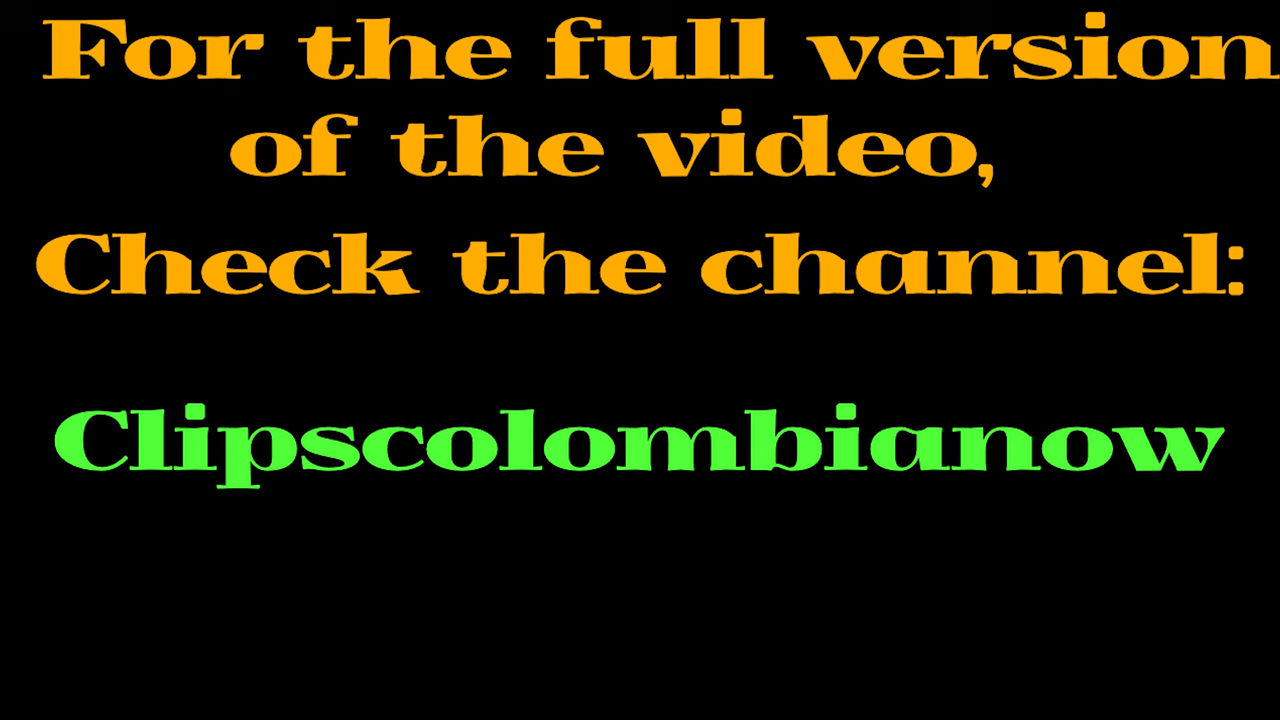 For the full version
of the video,
Check the channel:
Clipscolombianow